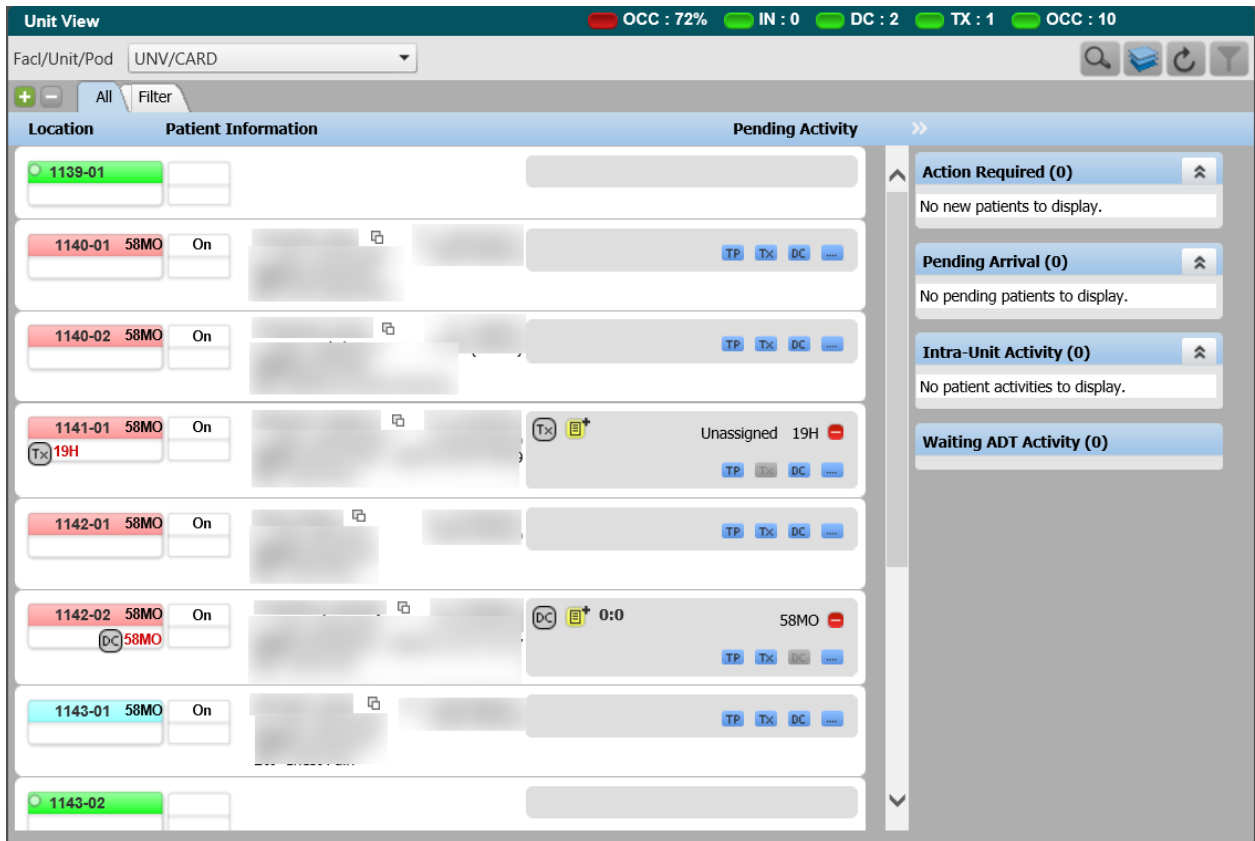 Unit View OCC : 72% IN : 0 DC : 2 TX : 1 OCC : 10
Facl/Unit/Pod UNV/CARD
All Filter
Location Patient Information Pending Activity »
1139-01
Action Required (0)
No new patients to display.
1140-01 58MO On
TP Tx DC ....
Pending Arrival (0)
No pending patients to display.
1140-02 58MO On
TP Tx DC ....
Intra-Unit Activity (0)
No patient activities to display.
1141-01 58MO On Tx Unassigned 19H
Tx 19H
TP Tx DC ....
Waiting ADT Activity (0)
1142-01 58MO On
TP Tx DC ....
1142-02 58MO On DC 0:0 58MO
DC 58MO
TP Tx DC ....
1143-01 58MO On
TP Tx DC ....
1143-02